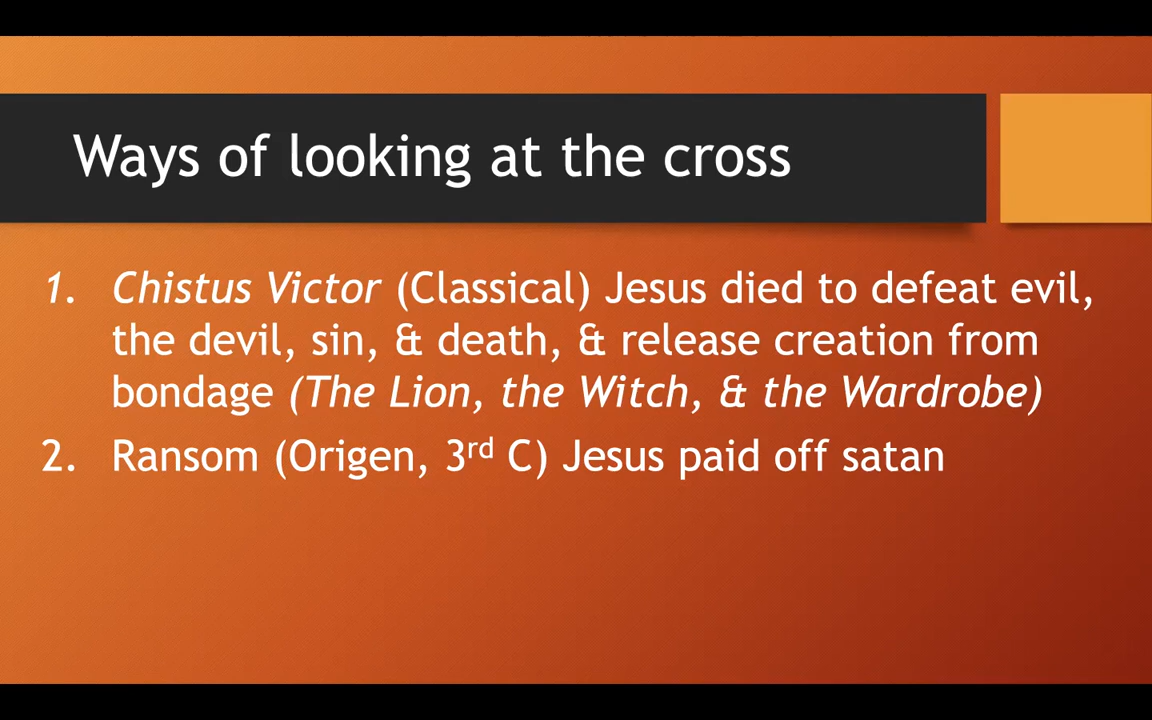 Ways of looking at the cross
1. Chistus Victor (Classical) Jesus died to defeat evil,
the devil, sin, & death, & release creation from
bondage (The Lion, the Witch, & the Wardrobe)
2. Ransom (Origen, 3rd C) Jesus paid off satan